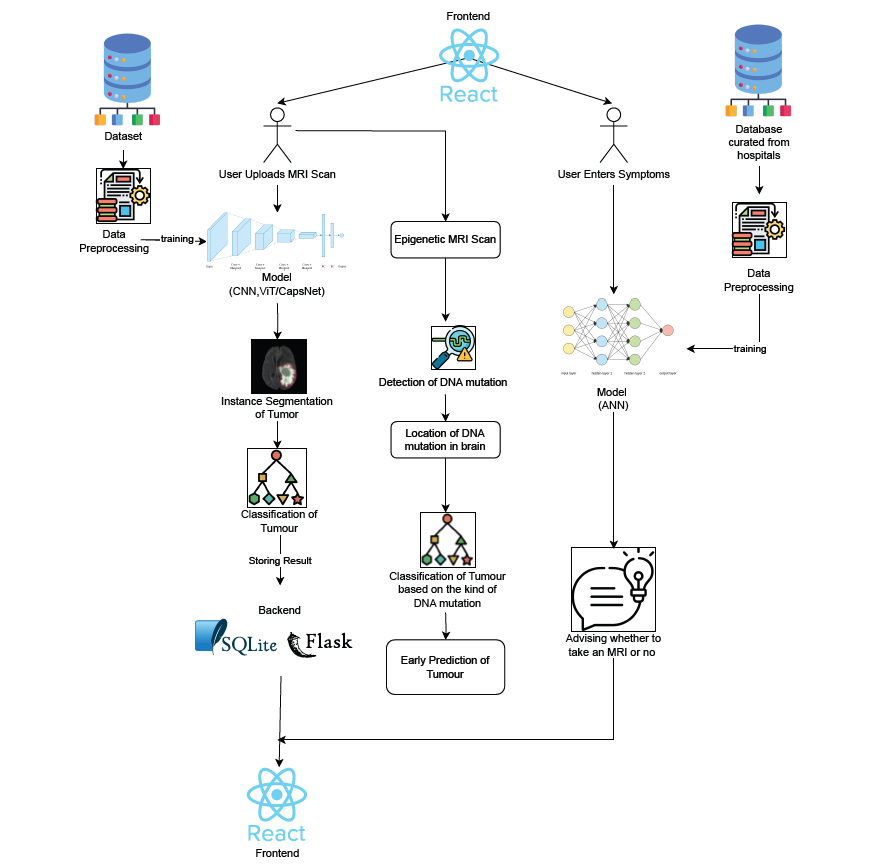 Frontend
React
Dataset
Database
curated from
hospitals
User Uploads MRI Scan
User Enters Symptoms
Data
Preprocessing
training
Epigenetic MRI Scan
Model
(CNN,ViT/CapsNet)
Data
Preprocessing
training
Detection of DNA mutation
Model
(ANN)
Instance Segmentation
of Tumor
Location of DNA
mutation in brain
Classification of
Tumour
Storing Result
Classification of Tumour
based on the kind of
DNA mutation
Backend
SQLite
Flask
Advising whether to
take an MRI or no
Early Prediction of
Tumour
React
Frontend